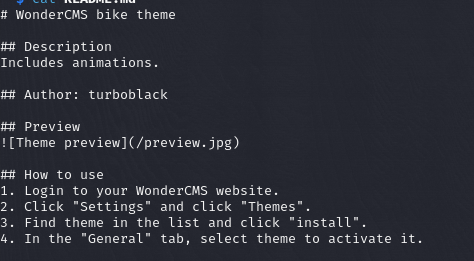 $ cat README.md
# WonderCMS bike theme
## Description
Includes animations.
## Author: turboblack
## Preview
![Theme preview](/preview.jpg)
## How to use
1. Login to your WonderCMS website.
2. Click "Settings" and click "Themes".
3. Find theme in the list and click "install".
4. In the "General" tab, select theme to activate it.